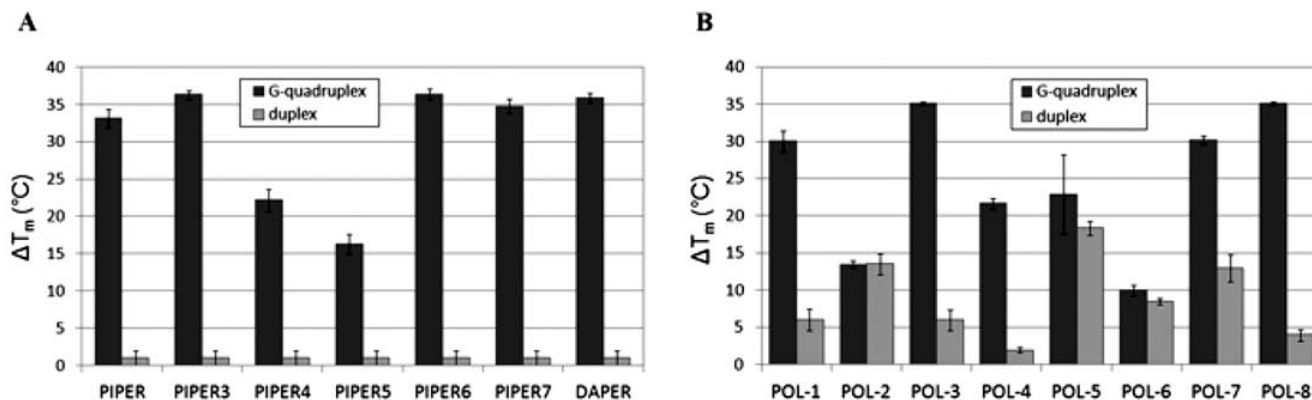 A
40
35
30
25
20
15
10
5
0
ΔTm (°C)
G-quadruplex
duplex
PIPER PIPER3 PIPER4 PIPER5 PIPER6 PIPER7 DAPER
B
40
35
30
25
20
15
10
5
0
ΔTm (°C)
G-quadruplex
duplex
POL-1 POL-2 POL-3 POL-4 POL-5 POL-6 POL-7 POL-8